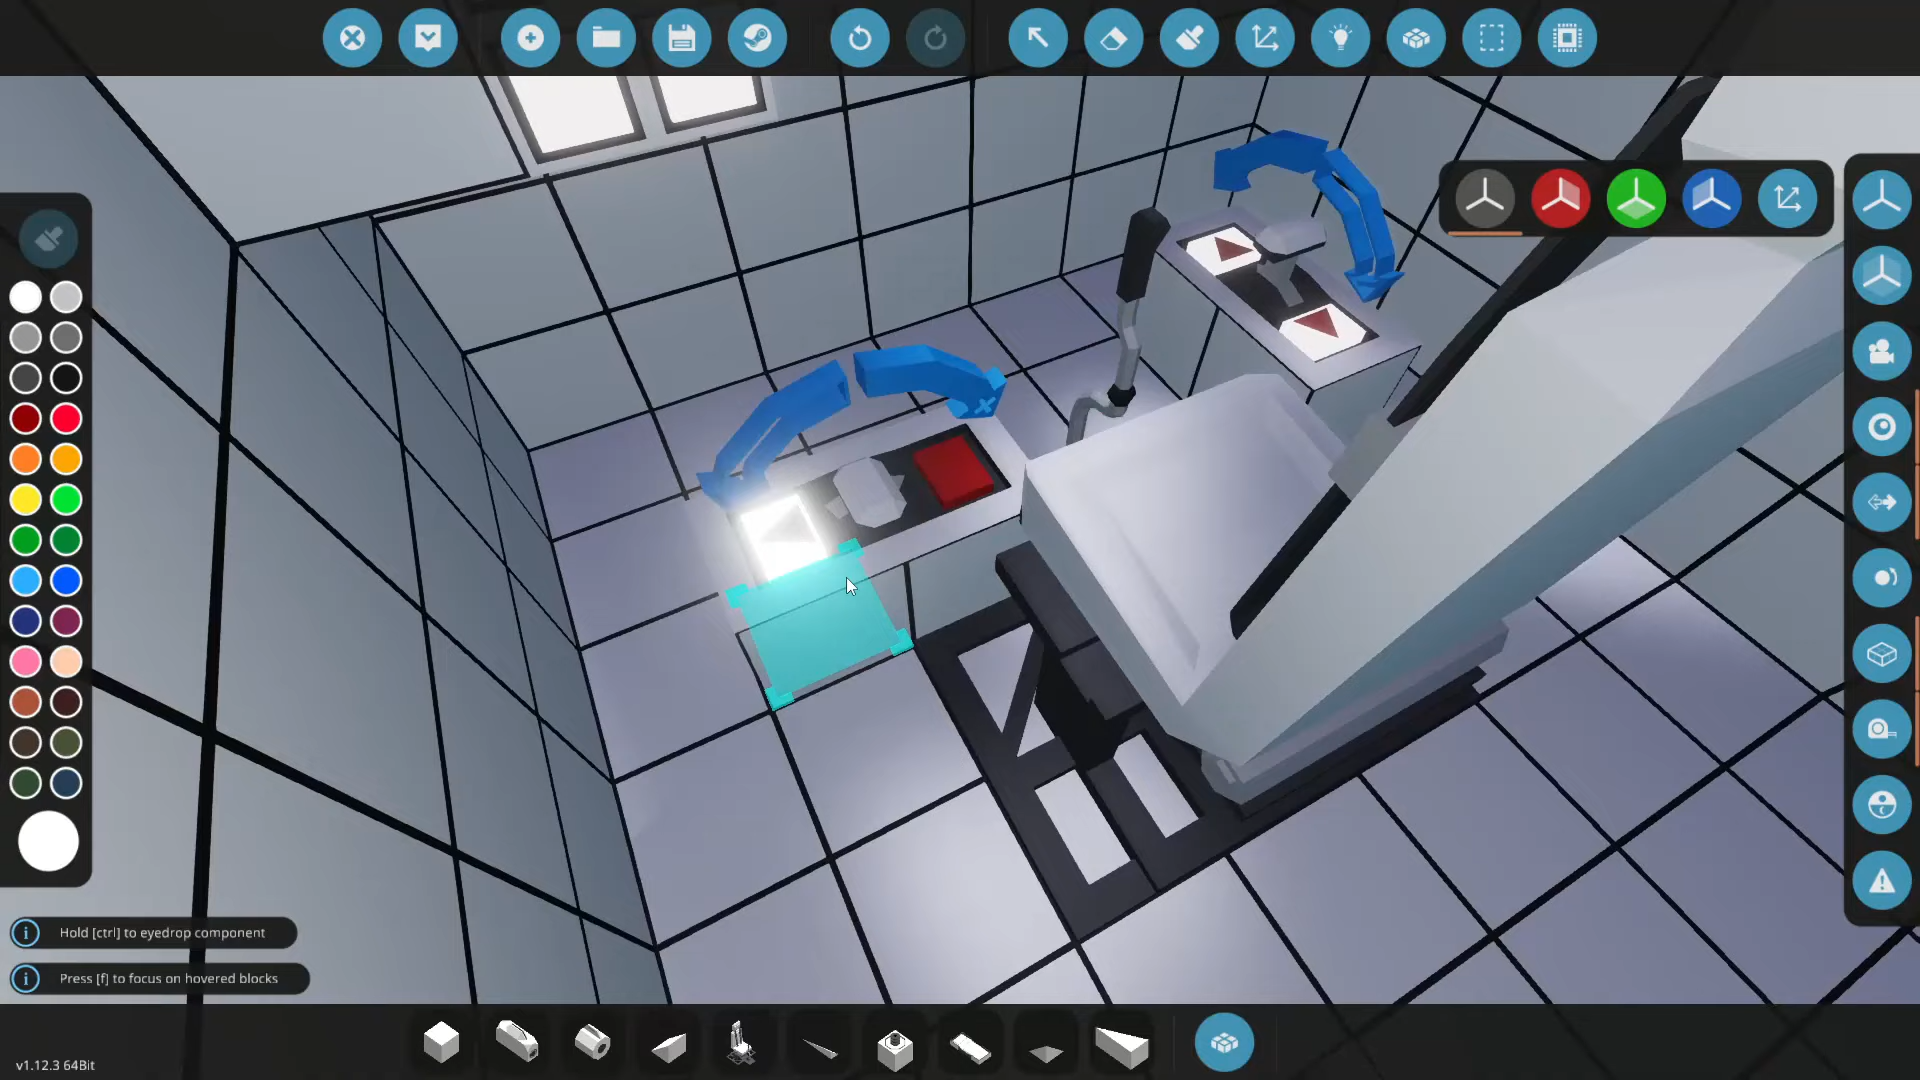 Hold [ctrl] to eyedrop component
Press [f] to focus on hovered blocks
v1.12.3 64Bit